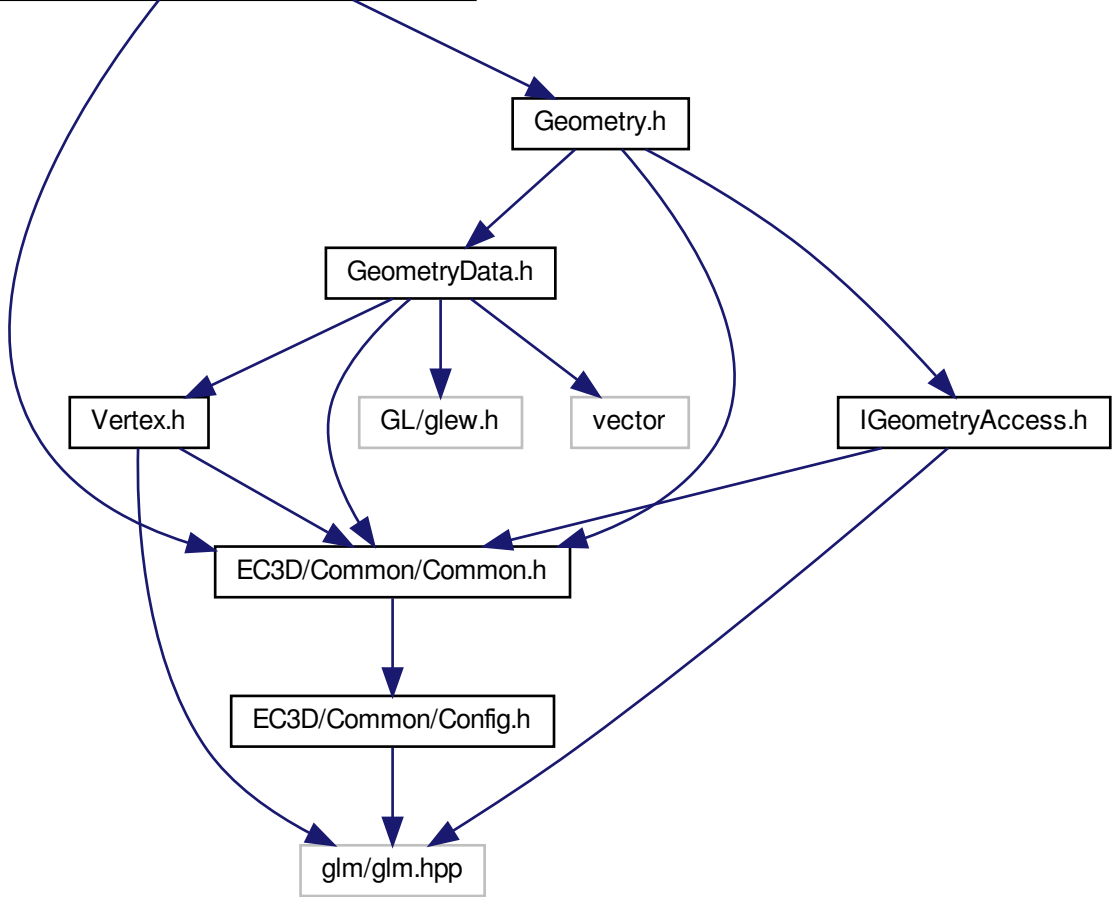 Geometry.h
GeometryData.h
Vertex.h
GL/glew.h
vector
IGeometryAccess.h
EC3D/Common/Common.h
EC3D/Common/Config.h
glm/glm.hpp